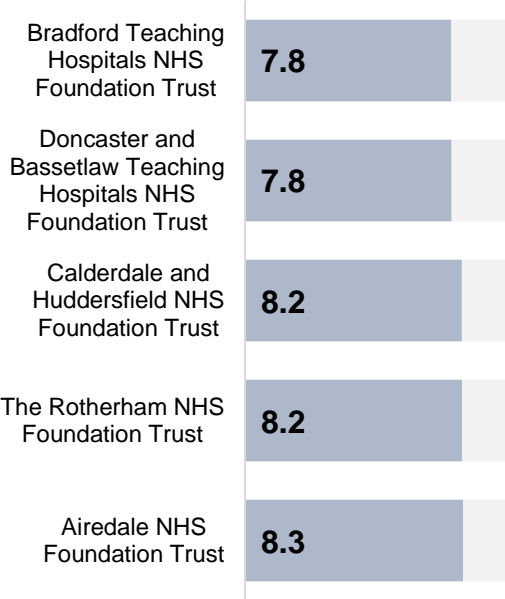 Bradford Teaching
Hospitals NHS
Foundation Trust
7.8
Doncaster and
Bassetlaw Teaching
Hospitals NHS
Foundation Trust
7.8
Calderdale and
Huddersfield NHS
Foundation Trust
8.2
The Rotherham NHS
Foundation Trust
8.2
Airedale NHS
Foundation Trust
8.3